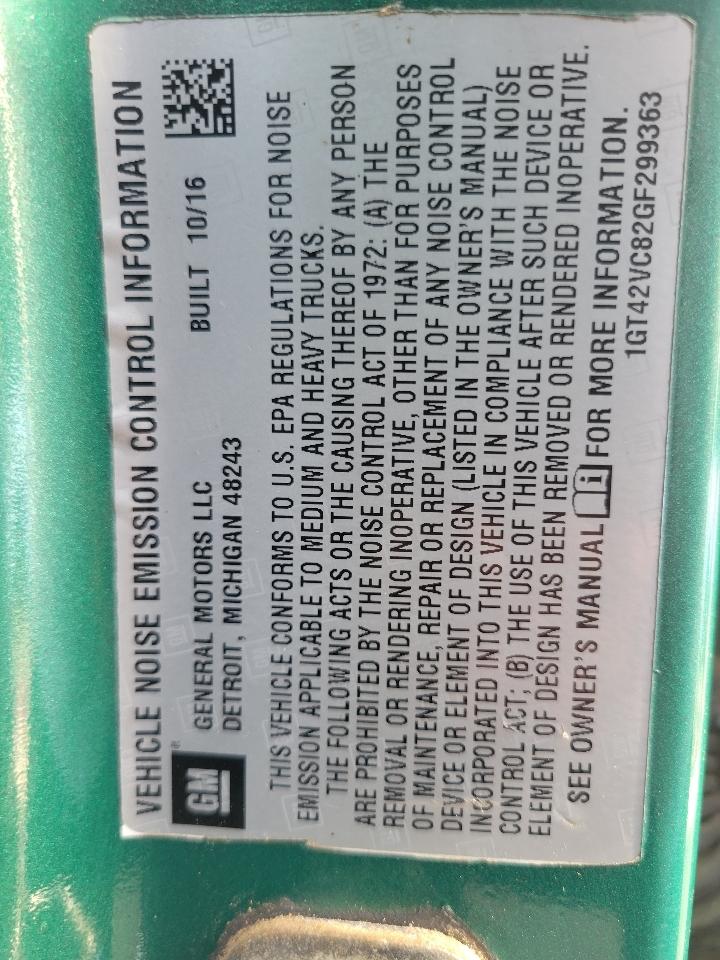 VEHICLE NOISE EMISSION CONTROL INFORMATION
GM
GENERAL MOTORS LLC BUILT 10/16
DETROIT, MICHIGAN 48243
THIS VEHICLE CONFORMS TO U.S. EPA REGULATIONS FOR NOISE
EMISSION APPLICABLE TO MEDIUM AND HEAVY TRUCKS.
THE FOLLOWING ACTS OR THE CAUSING THEREOF BY ANY PERSON
ARE PROHIBITED BY THE NOISE CONTROL ACT OF 1972: (A) THE
REMOVAL OR RENDERING INOPERATIVE, OTHER THAN FOR PURPOSES
OF MAINTENANCE, REPAIR OR REPLACEMENT OF ANY NOISE CONTROL
DEVICE OR ELEMENT OF DESIGN (LISTED IN THE OWNER'S MANUAL)
INCORPORATED INTO THIS VEHICLE IN COMPLIANCE WITH THE NOISE
CONTROL ACT; (B) THE USE OF THIS VEHICLE AFTER SUCH DEVICE OR
ELEMENT OF DESIGN HAS BEEN REMOVED OR RENDERED INOPERATIVE.
SEE OWNER'S MANUAL FOR MORE INFORMATION.
1GT42VC82GF299363